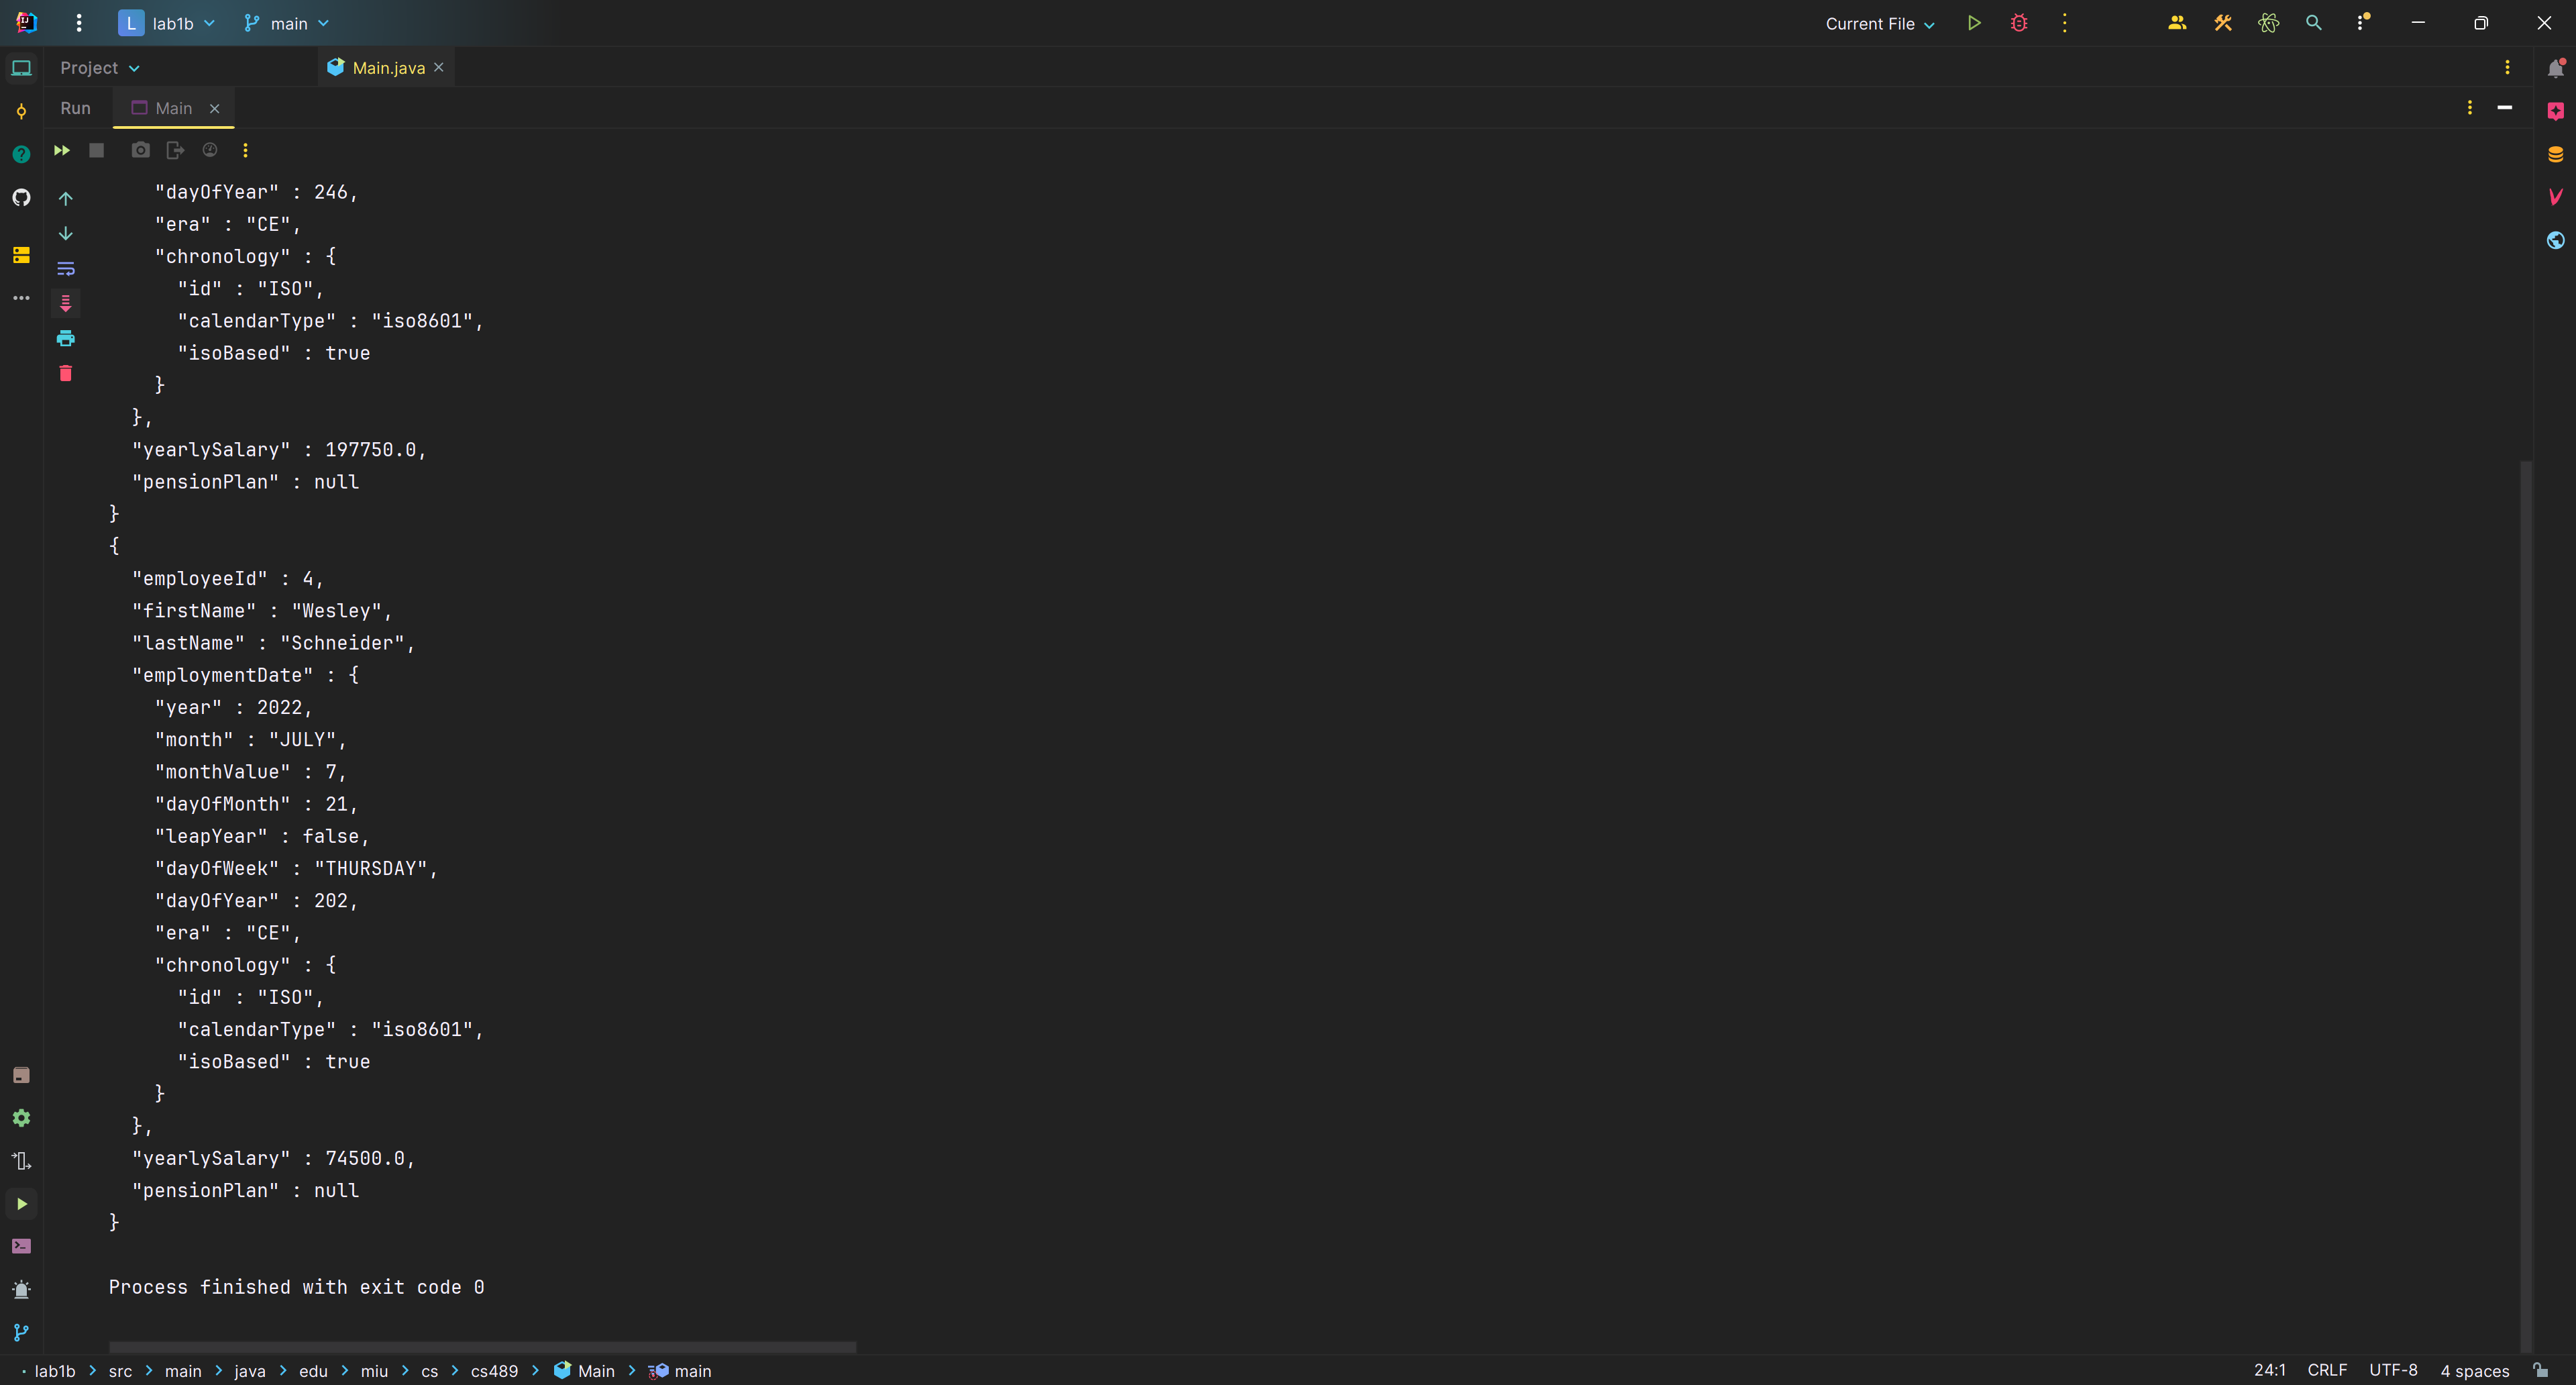 L lab1b main Current File
Project Main.java
Run Main
"dayOfYear" : 246,
"era" : "CE",
"chronology" : {
"id" : "ISO",
"calendarType" : "iso8601",
"isoBased" : true
}
},
"yearlySalary" : 197750.0,
"pensionPlan" : null
}
{
"employeeId" : 4,
"firstName" : "Wesley",
"lastName" : "Schneider",
"employmentDate" : {
"year" : 2022,
"month" : "JULY",
"monthValue" : 7,
"dayOfMonth" : 21,
"leapYear" : false,
"dayOfWeek" : "THURSDAY",
"dayOfYear" : 202,
"era" : "CE",
"chronology" : {
"id" : "ISO",
"calendarType" : "iso8601",
"isoBased" : true
}
},
"yearlySalary" : 74500.0,
"pensionPlan" : null
}
Process finished with exit code 0
lab1b > src > main > java > edu > miu > cs > cs489 > Main > main 24:1 CRLF UTF-8 4 spaces